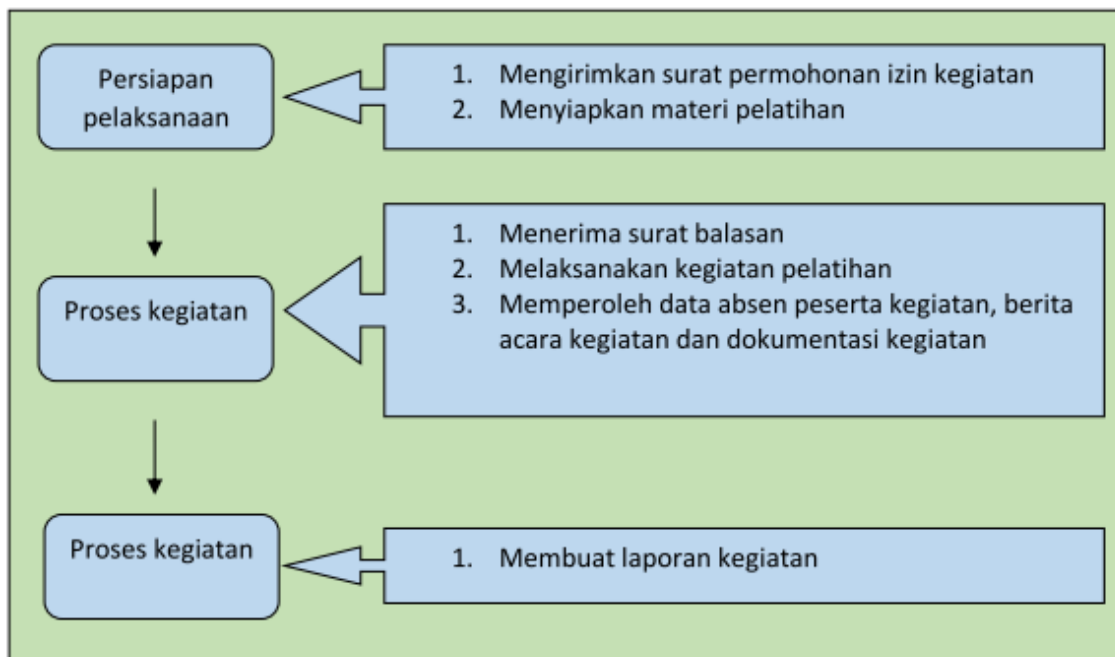 Persiapan
pelaksanaan
1. Mengirimkan surat permohonan izin kegiatan
2. Menyiapkan materi pelatihan
Proses kegiatan
1. Menerima surat balasan
2. Melaksanakan kegiatan pelatihan
3. Memperoleh data absen peserta kegiatan, berita
acara kegiatan dan dokumentasi kegiatan
Proses kegiatan
1. Membuat laporan kegiatan